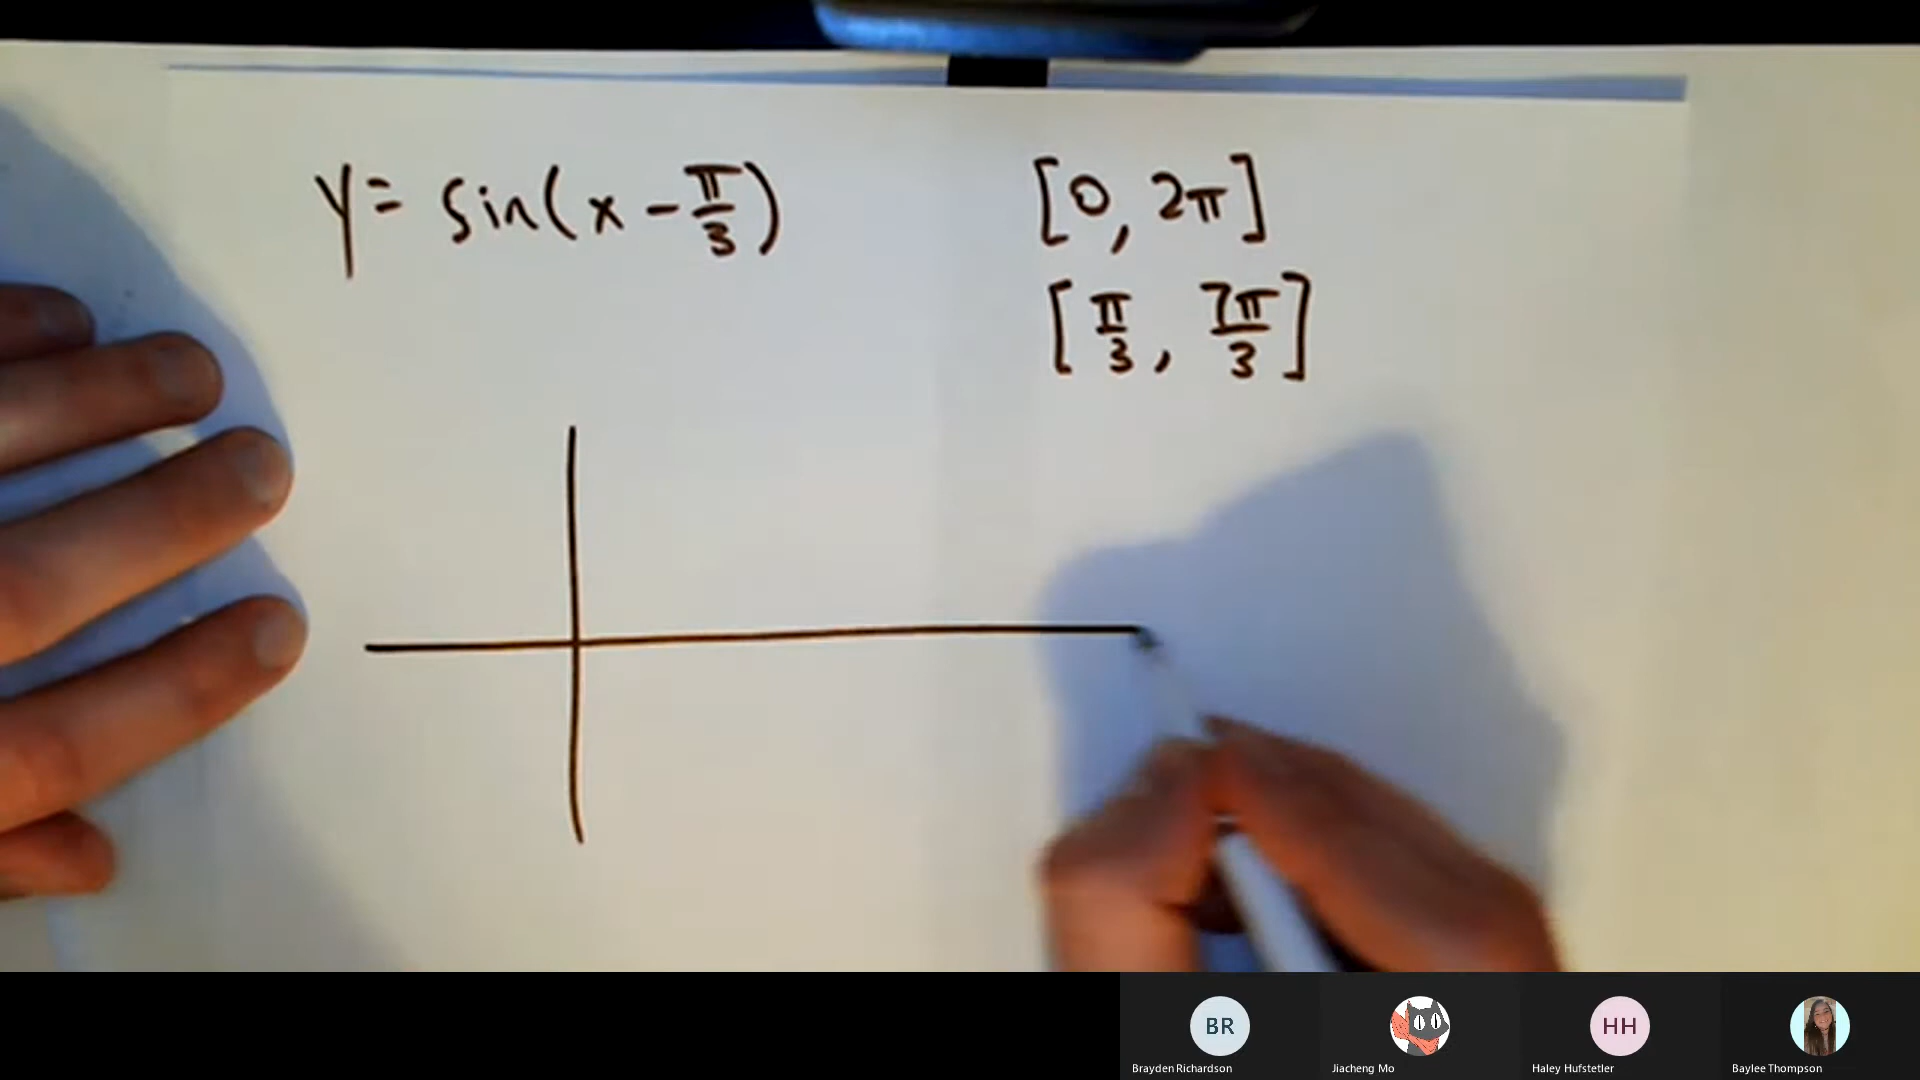 y = sin(x - π/3)
[0, 2π]
[π/3, 7π/3]
BR
HH
Brayden Richardson
Jiacheng Mo
Haley Hufstetler
Baylee Thompson